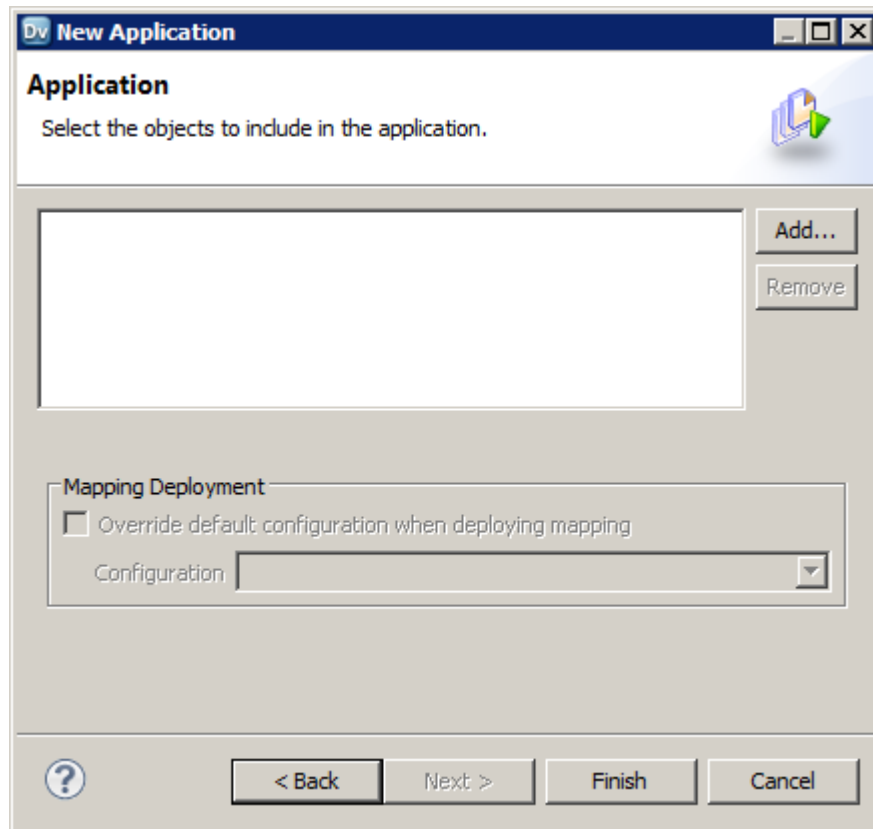 Dv New Application
Application
Select the objects to include in the application.
Add...
Remove
Mapping Deployment
Override default configuration when deploying mapping
Configuration
?
< Back
Next >
Finish
Cancel